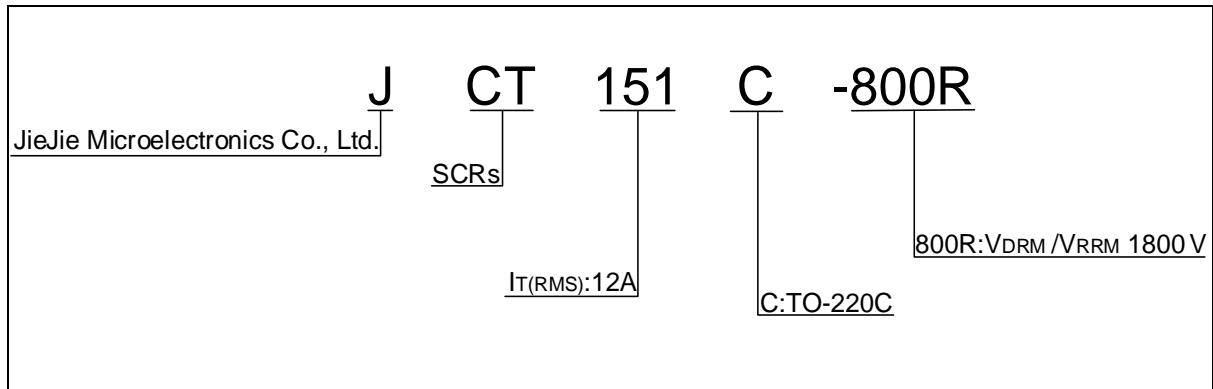 J CT 151 C -800R
JieJie Microelectronics Co., Ltd.
SCRs
800R:VDRM /VRRM 1800 V
IT(RMS):12A
C:TO-220C